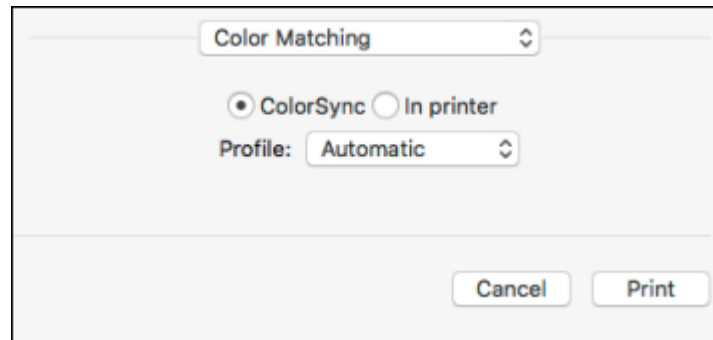 Color Matching
ColorSync In printer
Profile: Automatic
Cancel Print